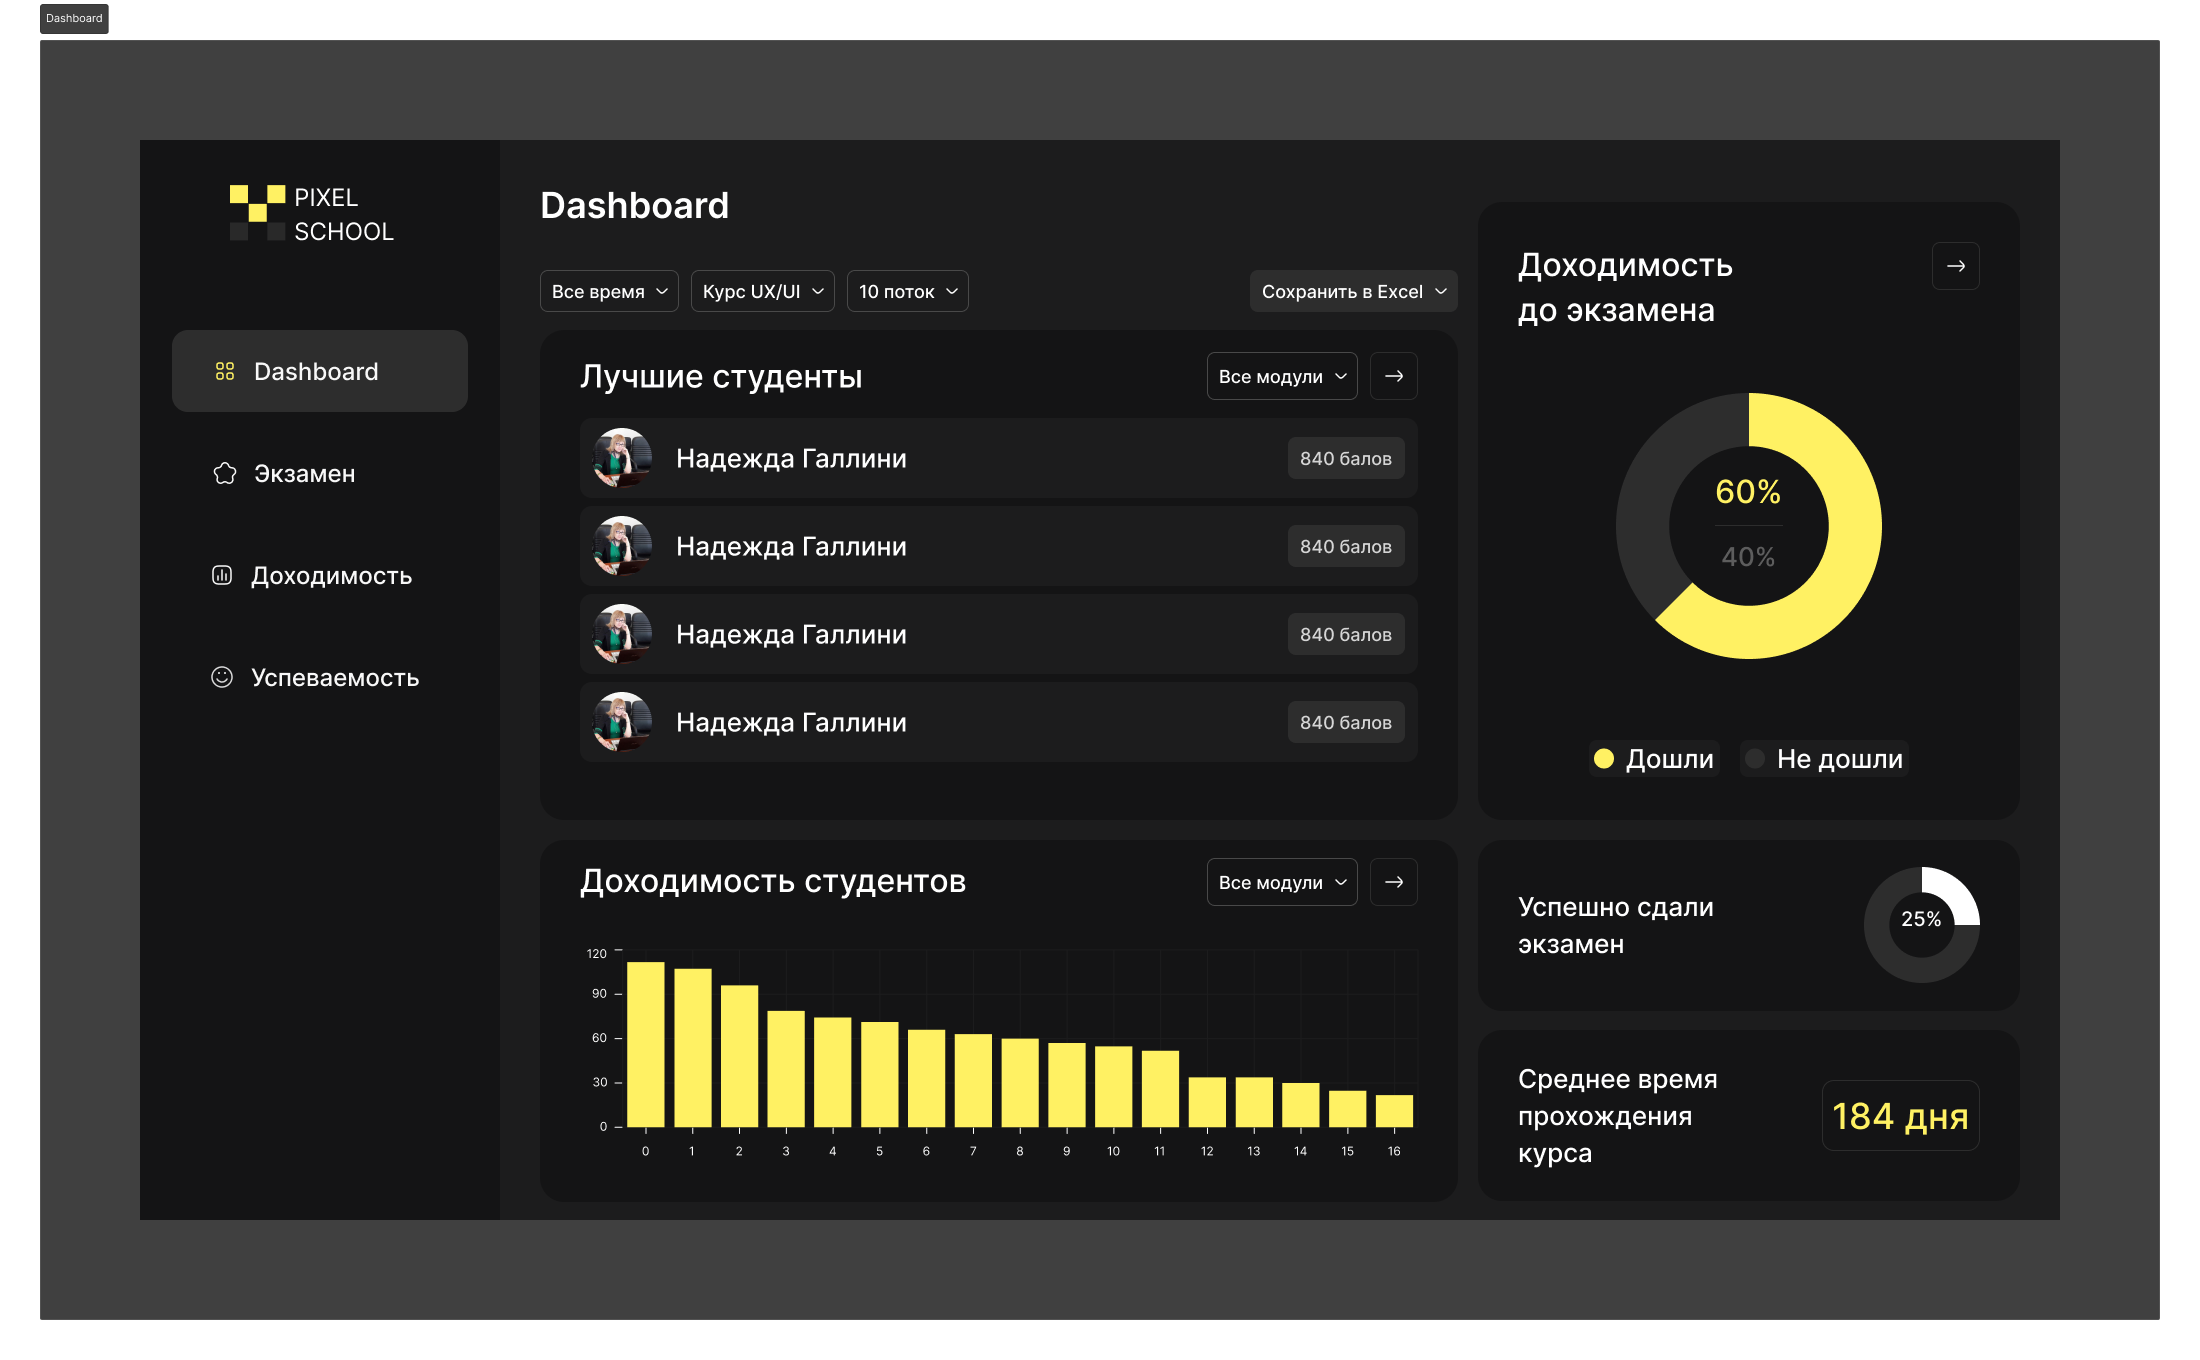 Dashboard
PIXEL
SCHOOL
Dashboard
Экзамен
Доходимость
Успеваемость
Dashboard
Все время
Курс UX/UI
10 поток
Сохранить в Excel
Лучшие студенты
Все модули
Надежда Галлини
840 балов
Надежда Галлини
840 балов
Надежда Галлини
840 балов
Надежда Галлини
840 балов
Доходимость
до экзамена
60%
40%
Дошли
Не дошли
Доходимость студентов
Все модули
120
90
60
30
0
0 1 2 3 4 5 6 7 8 9 10 11 12 13 14 15 16
Успешно сдали
экзамен
25%
Среднее время
прохождения
курса
184 дня